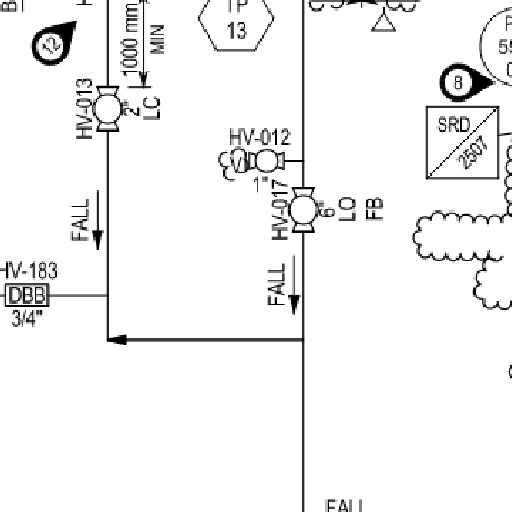 TP
13
12
1000 mm
MIN
HV-013
2"
LC
8
SRD
2507
HV-012
1"
HV-017
6"
LO
FB
FALL
FALL
HV-183
DBB
3/4"
FALL